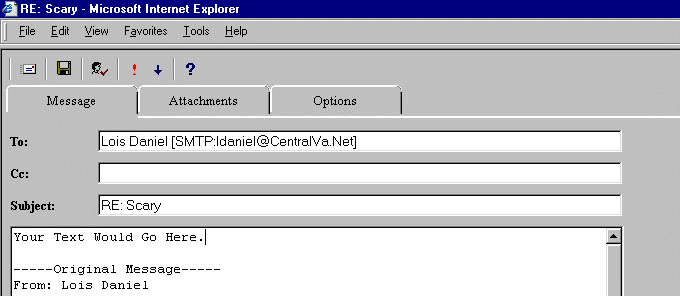 RE: Scary - Microsoft Internet Explorer
File Edit View Favorites Tools Help
! ?
Message Attachments Options
To: Lois Daniel [SMTP:ldaniel@CentralVa.Net]
Cc:
Subject: RE: Scary
Your Text Would Go Here.
-----Original Message-----
From: Lois Daniel